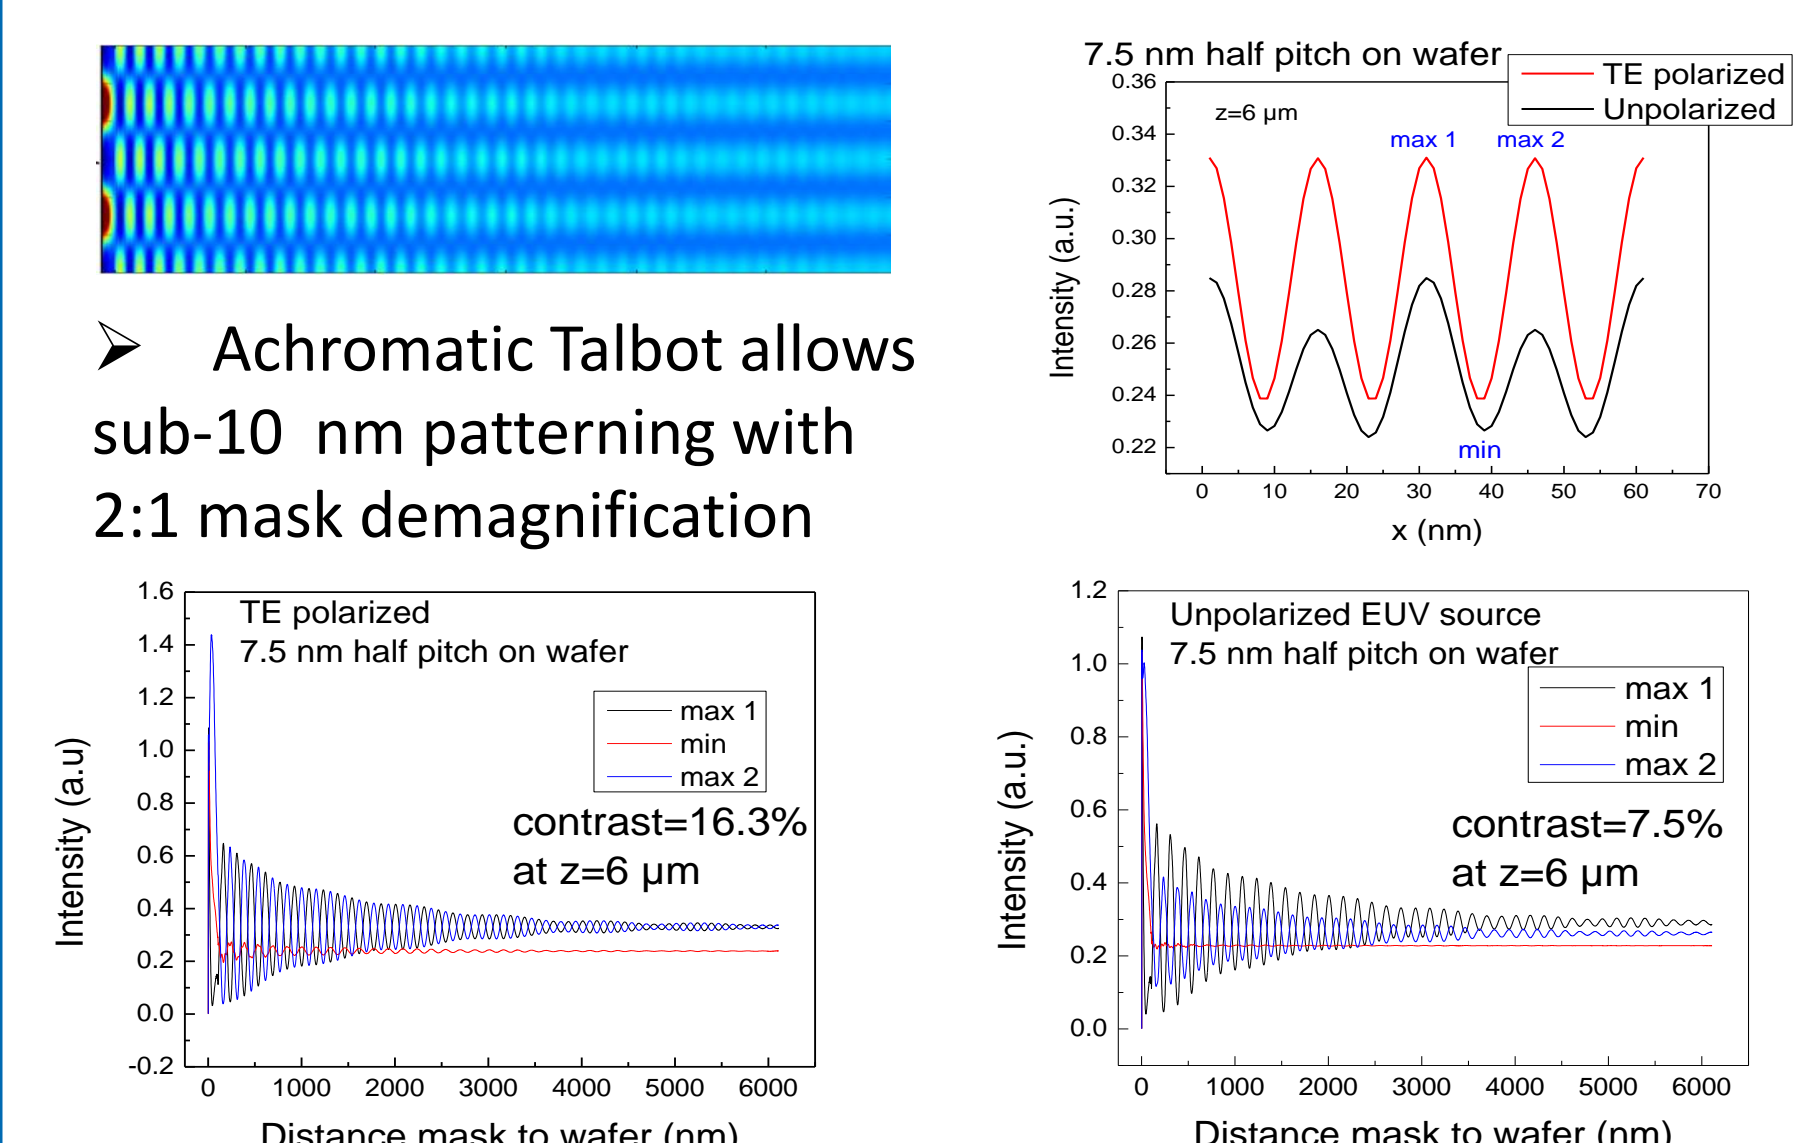 ➢ Achromatic Talbot allows
sub-10 nm patterning with
2:1 mask demagnification
7.5 nm half pitch on wafer
TE polarized
Unpolarized
z=6 µm
max 1
max 2
min
0.36
0.34
0.32
0.30
0.28
0.26
0.24
0.22
Intensity (a.u.)
0 10 20 30 40 50 60 70
x (nm)
TE polarized
7.5 nm half pitch on wafer
max 1
min
max 2
contrast=16.3%
at z=6 µm
1.6
1.4
1.2
1.0
0.8
0.6
0.4
0.2
0.0
-0.2
Intensity (a.u)
0 1000 2000 3000 4000 5000 6000
Distance mask to wafer (nm)
Unpolarized EUV source
7.5 nm half pitch on wafer
max 1
min
max 2
contrast=7.5%
at z=6 µm
1.2
1.0
0.8
0.6
0.4
0.2
0.0
Intensity (a.u.)
0 1000 2000 3000 4000 5000 6000
Distance mask to wafer (nm)